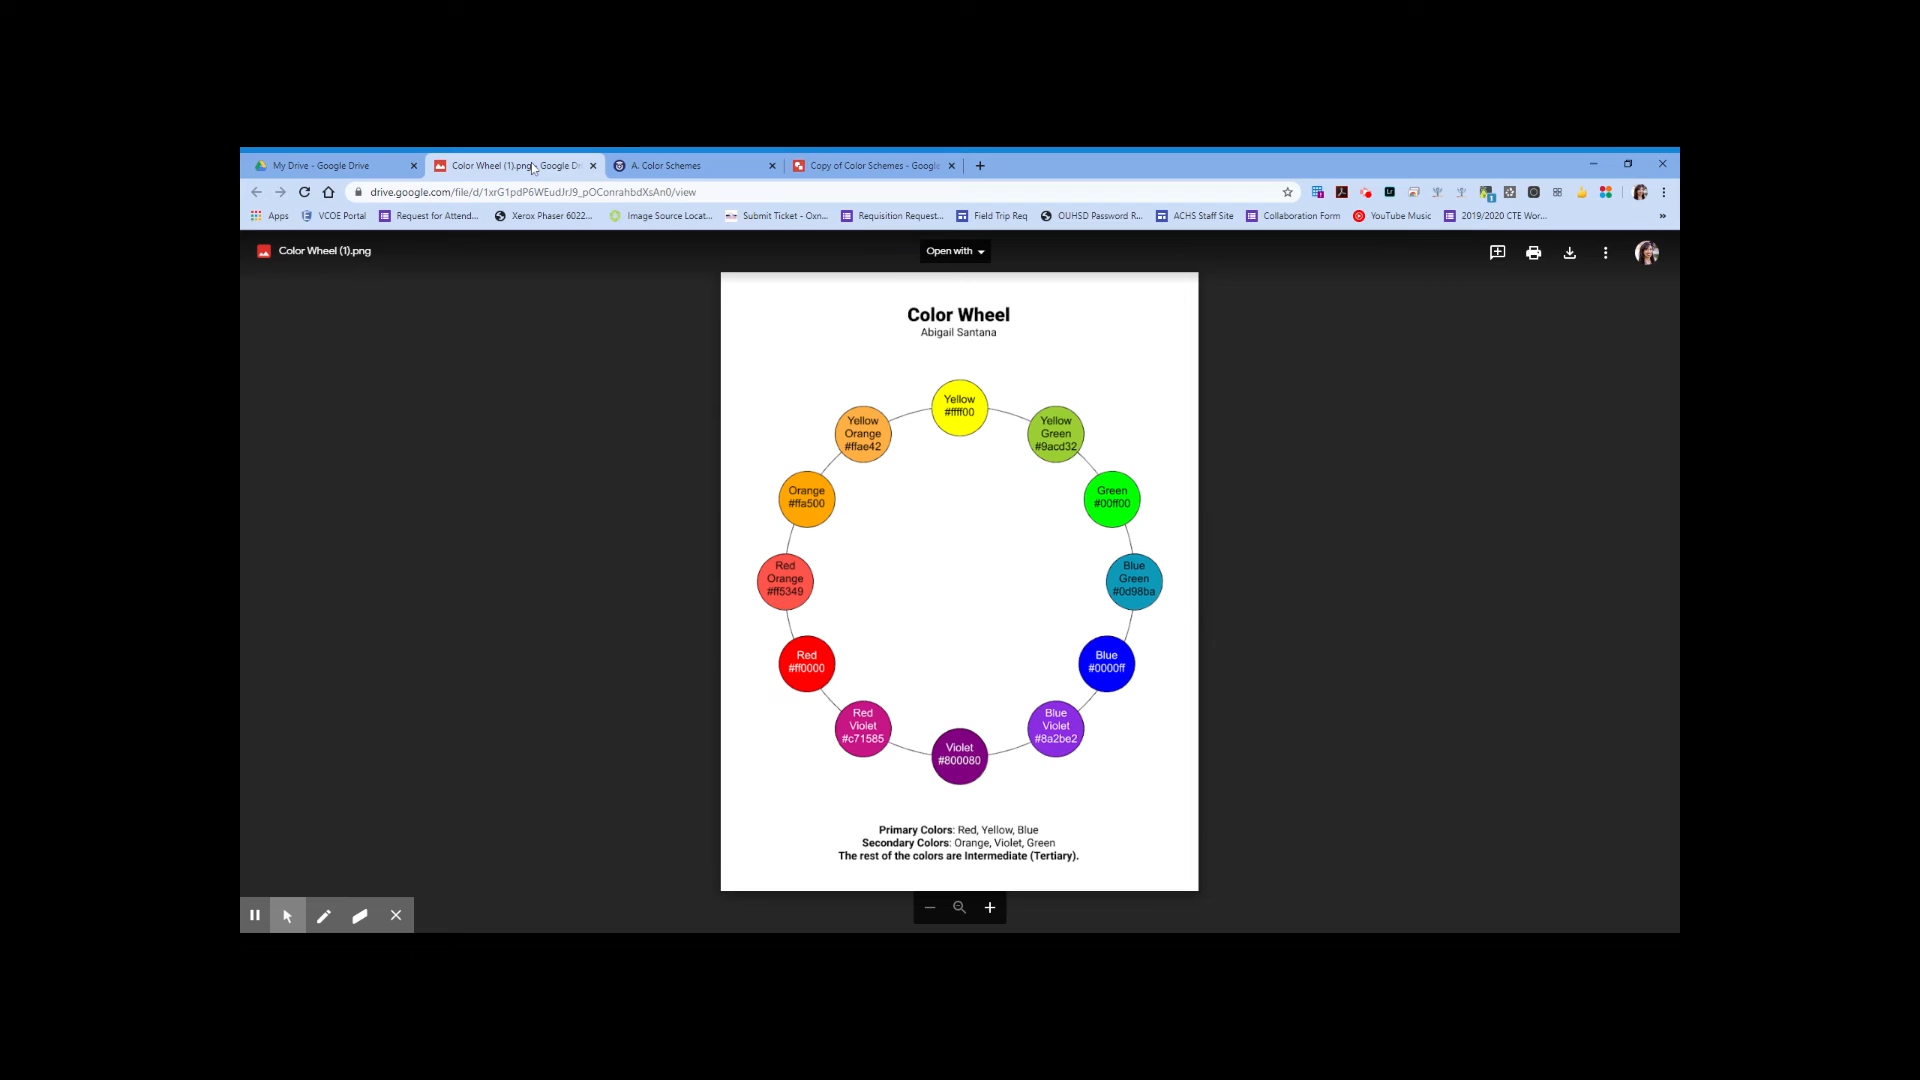 My Drive - Google Drive
Color Wheel (1).png - Google Dr
A. Color Schemes
Copy of Color Schemes - Google
drive.google.com/file/d/1xrG1pdP6WEudJrJ9_pOConrahbdXsAn0/view
Apps
VCOE Portal
Request for Attend...
Xerox Phaser 6022...
Image Source Locat...
Submit Ticket - Oxn...
Requisition Request...
Field Trip Req
OUHSD Password R...
ACHS Staff Site
Collaboration Form
YouTube Music
2019/2020 CTE Wor...
Color Wheel (1).png
Open with
Color Wheel
Abigail Santana
Yellow
#ffff00
Yellow
Orange
#ffae42
Yellow
Green
#9acd32
Orange
#ffa500
Green
#00ff00
Red
Orange
#ff5349
Blue
Green
#0d98ba
Red
#ff0000
Blue
#0000ff
Red
Violet
#c71585
Blue
Violet
#8a2be2
Violet
#800080
Primary Colors: Red, Yellow, Blue
Secondary Colors: Orange, Violet, Green
The rest of the colors are Intermediate (Tertiary).